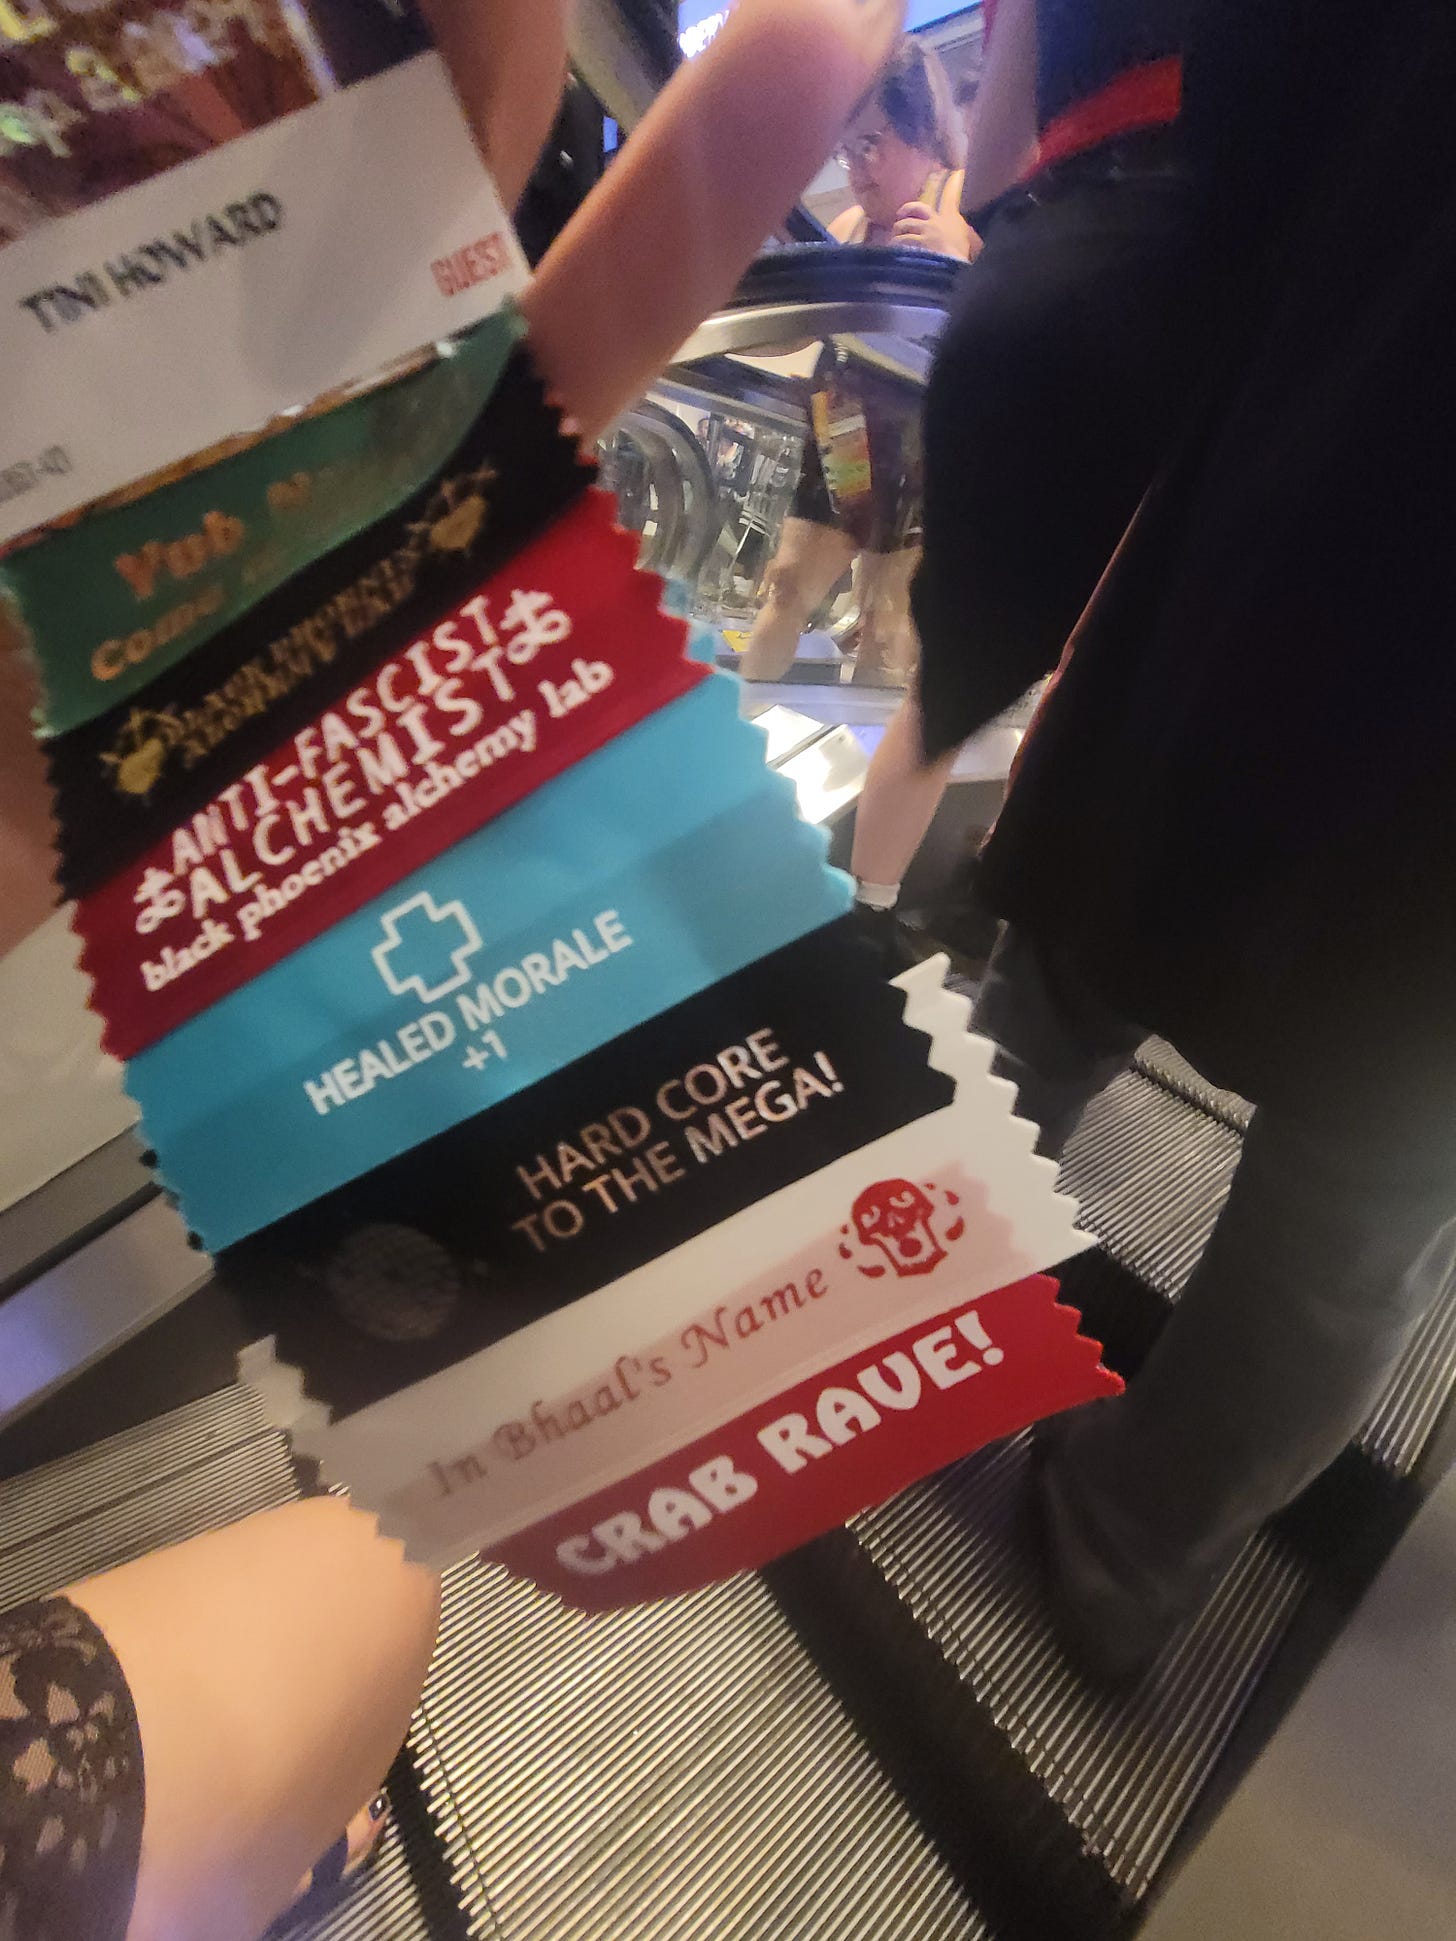 TINI HOWARD
GUEST
Yub
Come
ANTI-FASCIST
ALCHEMIST
black phoenix alchemy lab
HEALED MORALE
+1
HARD CORE
TO THE MEGA!
In Bhaal's Name
CRAB RAVE!